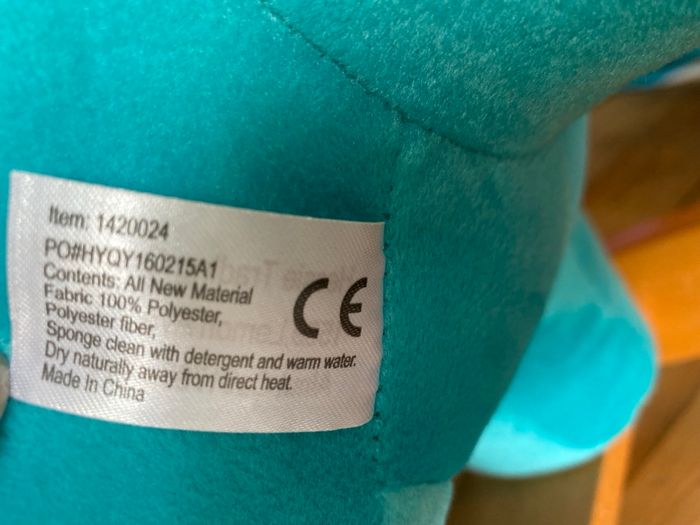 Item: 1420024
PO#HYQY160215A1
Contents: All New Material
Fabric 100% Polyester,
Polyester fiber,
Sponge clean with detergent and warm water.
Dry naturally away from direct heat.
Made In China
CE